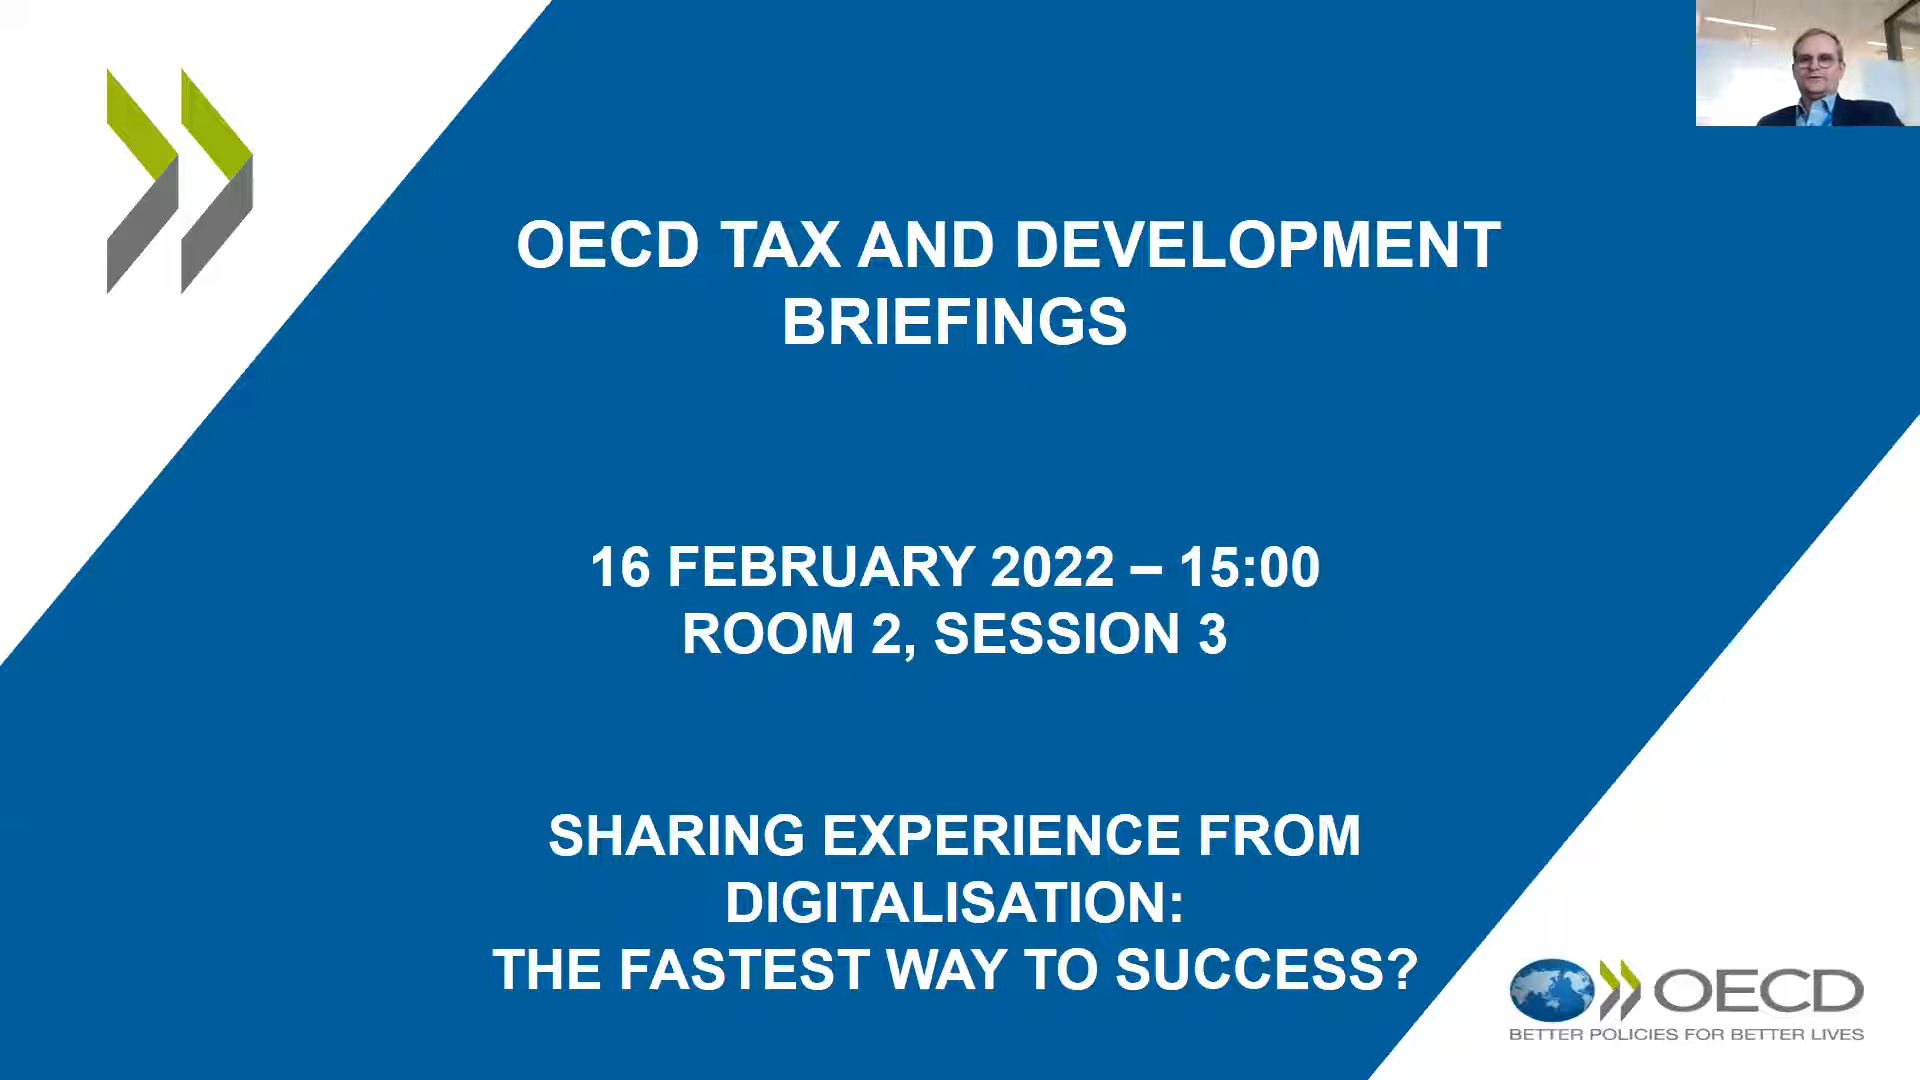 OECD TAX AND DEVELOPMENT
BRIEFINGS
16 FEBRUARY 2022 – 15:00
ROOM 2, SESSION 3
SHARING EXPERIENCE FROM
DIGITALISATION:
THE FASTEST WAY TO SUCCESS?
OECD
BETTER POLICIES FOR BETTER LIVES